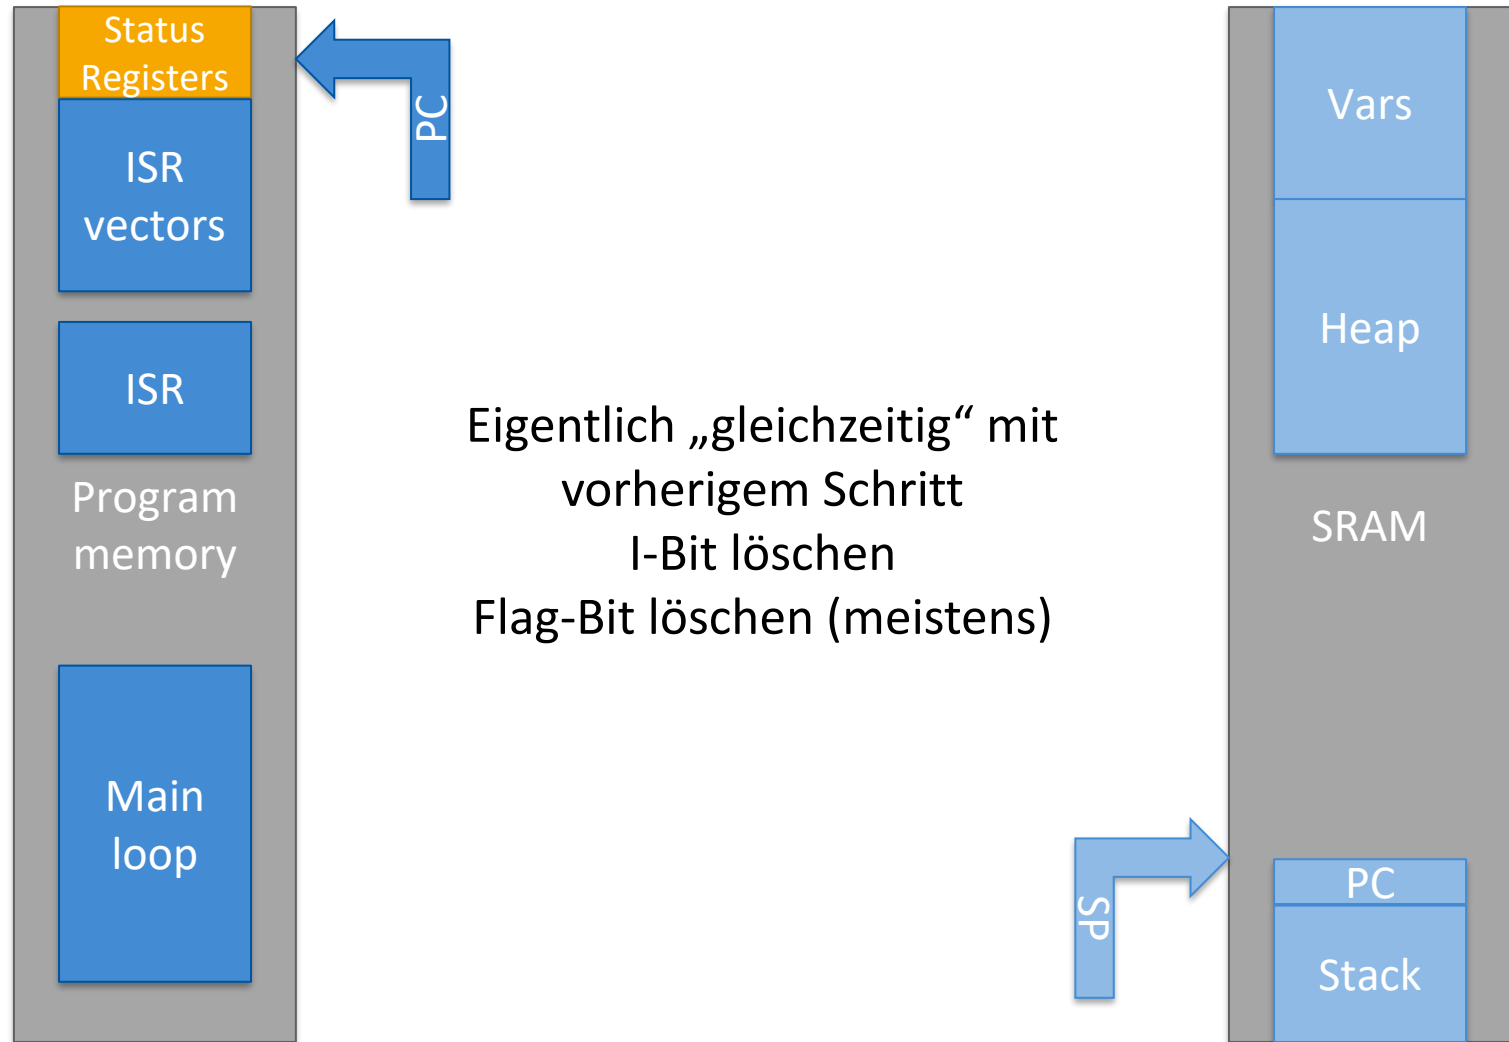 Status
Registers
ISR
vectors
ISR
Program
memory
Main
loop
PC
Eigentlich „gleichzeitig“ mit
vorherigem Schritt
I-Bit löschen
Flag-Bit löschen (meistens)
SP
Vars
Heap
SRAM
PC
Stack